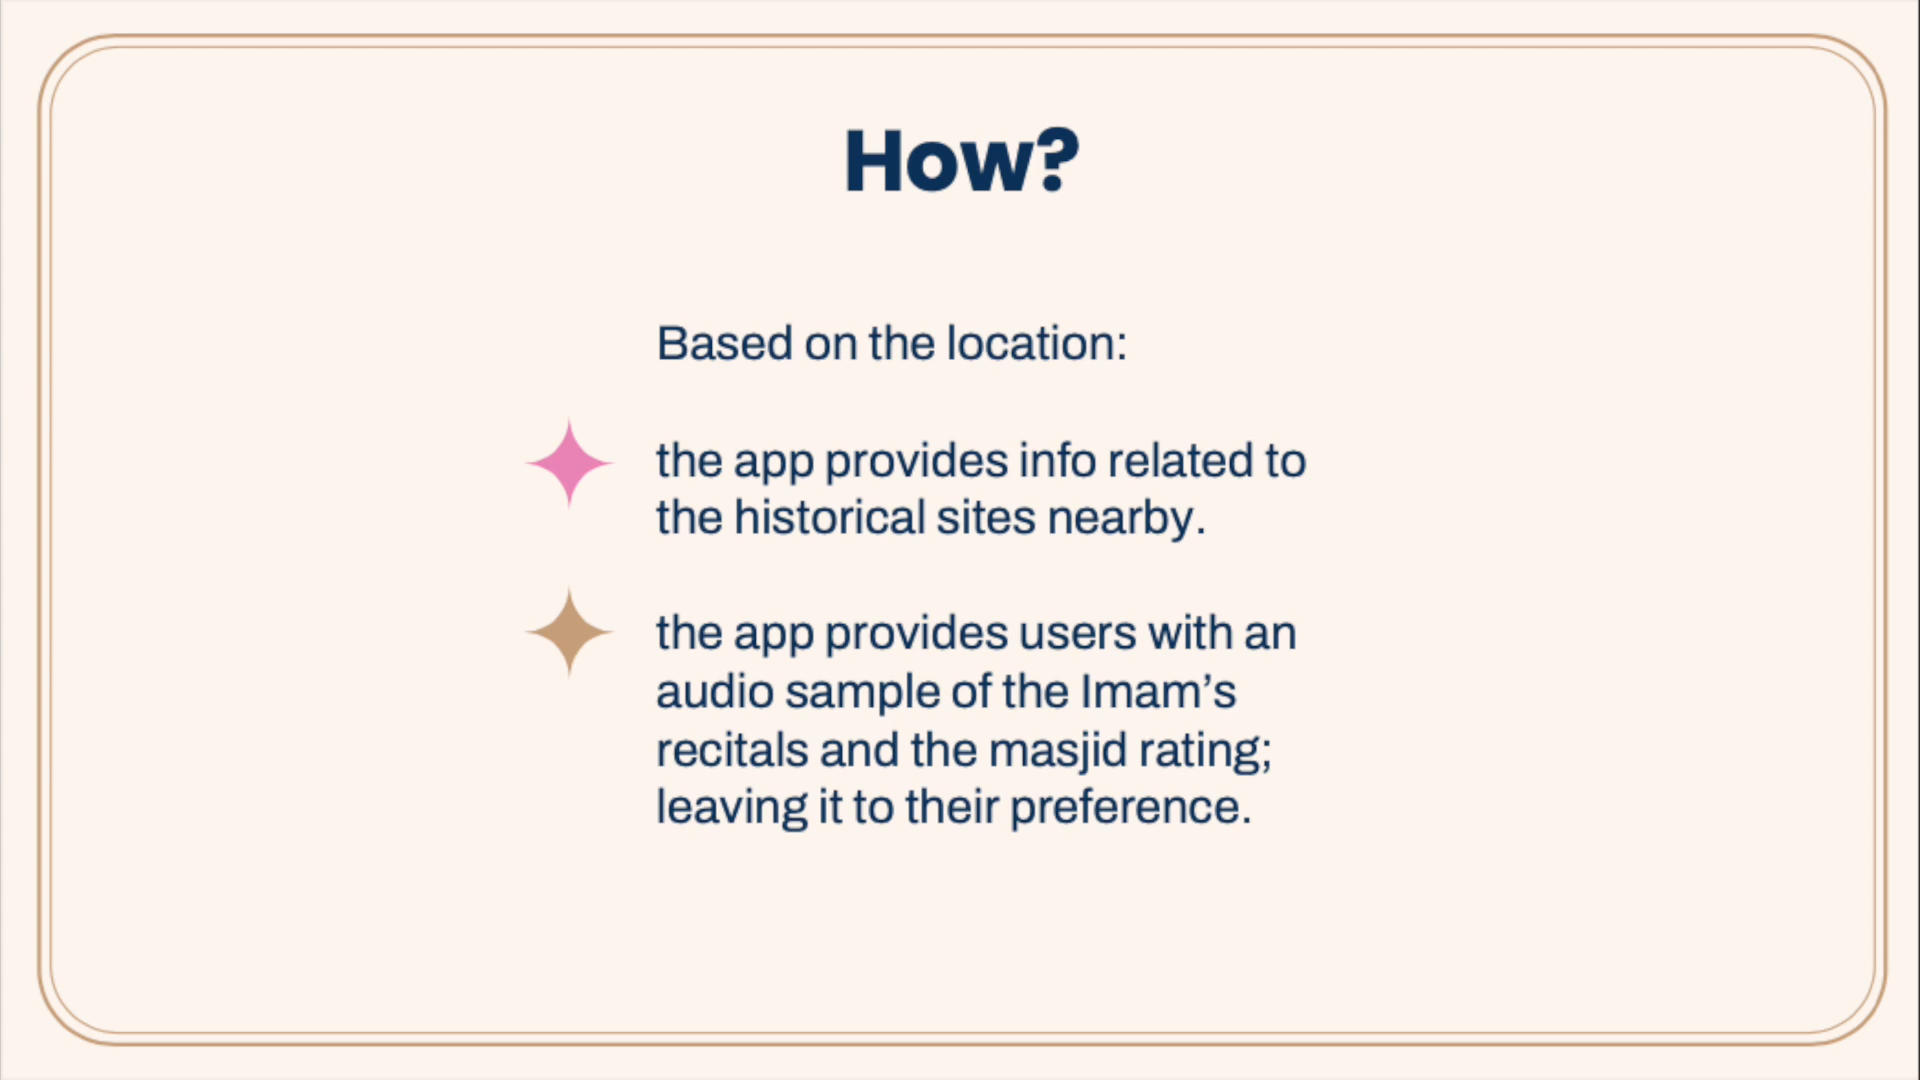 How?
Based on the location:
the app provides info related to
the historical sites nearby.
the app provides users with an
audio sample of the Imam’s
recitals and the masjid rating;
leaving it to their preference.